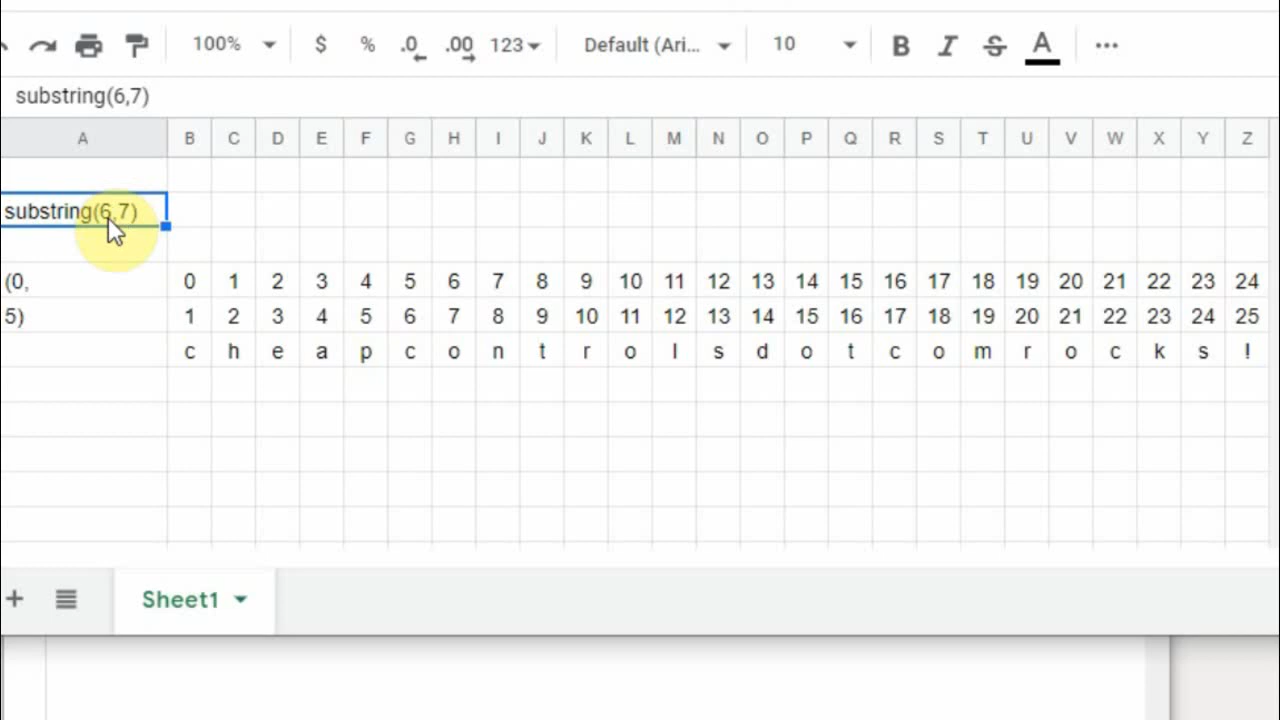 100% $ % .0 .00 123 Default (Ari... 10 B I S A ...
substring(6,7)
A B C D E F G H I J K L M N O P Q R S T U V W X Y Z
substring(6,7)
(0, 0 1 2 3 4 5 6 7 8 9 10 11 12 13 14 15 16 17 18 19 20 21 22 23 24
5) 1 2 3 4 5 6 7 8 9 10 11 12 13 14 15 16 17 18 19 20 21 22 23 24 25
c h e a p c o n t r o l s d o t c o m r o c k s !
Sheet1